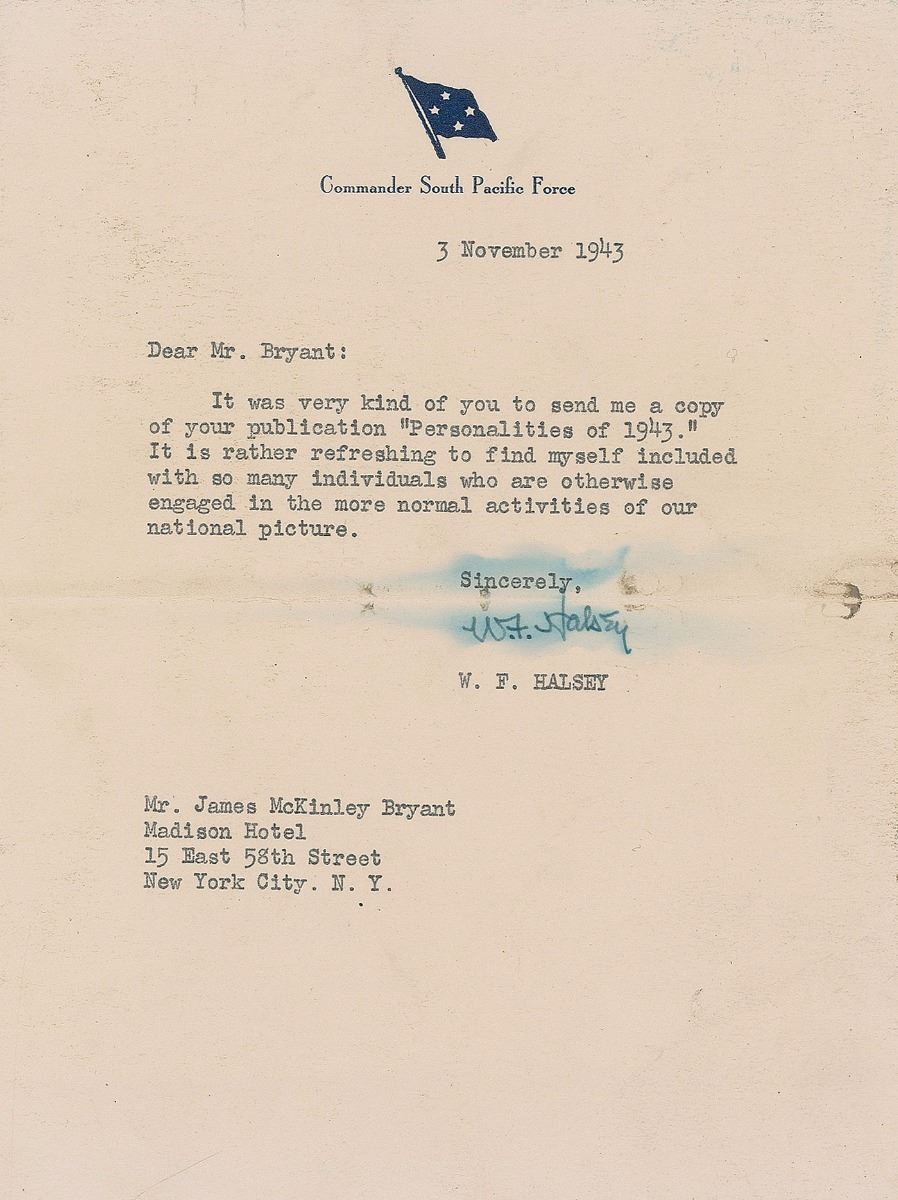 Commander South Pacific Force
3 November 1943
Dear Mr. Bryant:
It was very kind of you to send me a copy
of your publication "Personalities of 1943."
It is rather refreshing to find myself included
with so many individuals who are otherwise
engaged in the more normal activities of our
national picture.
Sincerely,
W.F. Halsey
W. F. HALSEY
Mr. James McKinley Bryant
Madison Hotel
15 East 58th Street
New York City. N. Y.